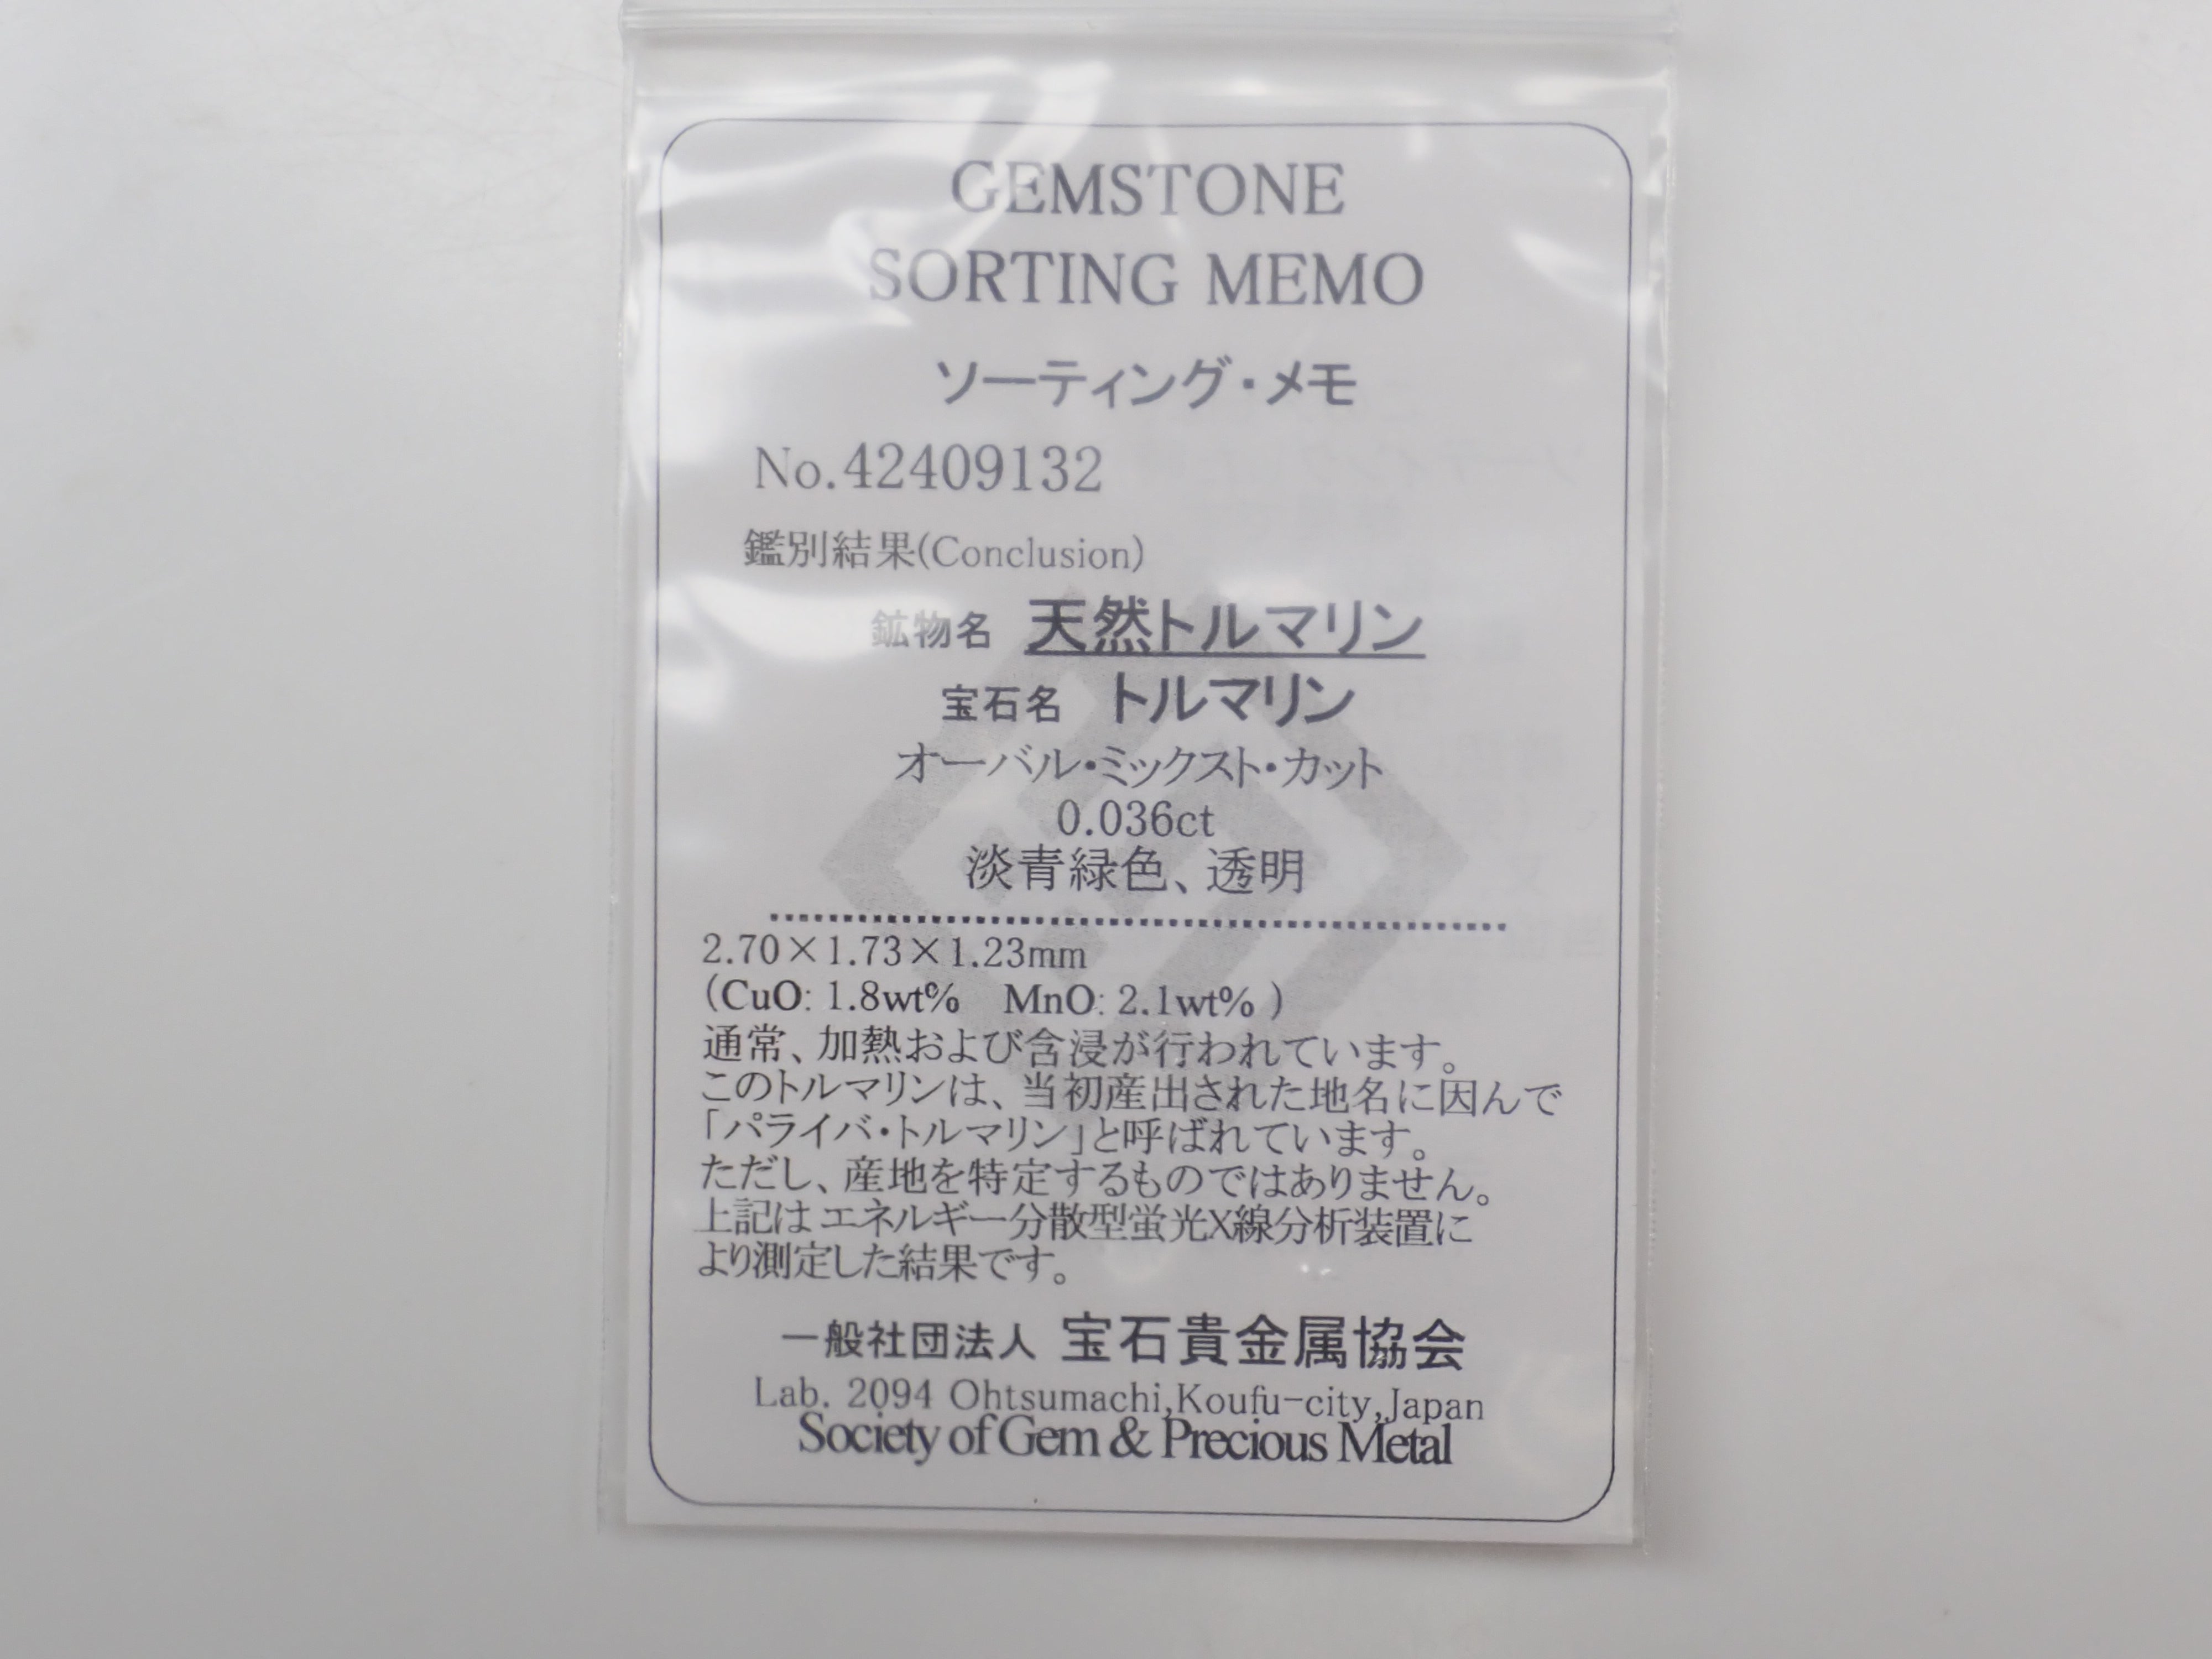 GEMSTONE
SORTING MEMO
ソーティング・メモ
No.42409132
鑑別結果(Conclusion)
鉱物名 天然トルマリン
宝石名 トルマリン
オーバル・ミックスト・カット
0.036ct
淡青緑色、透明
2.70×1.73×1.23mm
(CuO: 1.8wt% MnO: 2.1wt% )
通常、加熱および含浸が行われています。
このトルマリンは、当初産出された地名に因んで
「パライバ・トルマリン」と呼ばれています。
ただし、産地を特定するものではありません。
上記は エネルギー分散型蛍光X線分析装置に
より測定した結果です。
一般社団法人 宝石貴金属協会
Lab. 2094 Ohtsumachi,Koufu-city,Japan
Society of Gem & Precious Metal